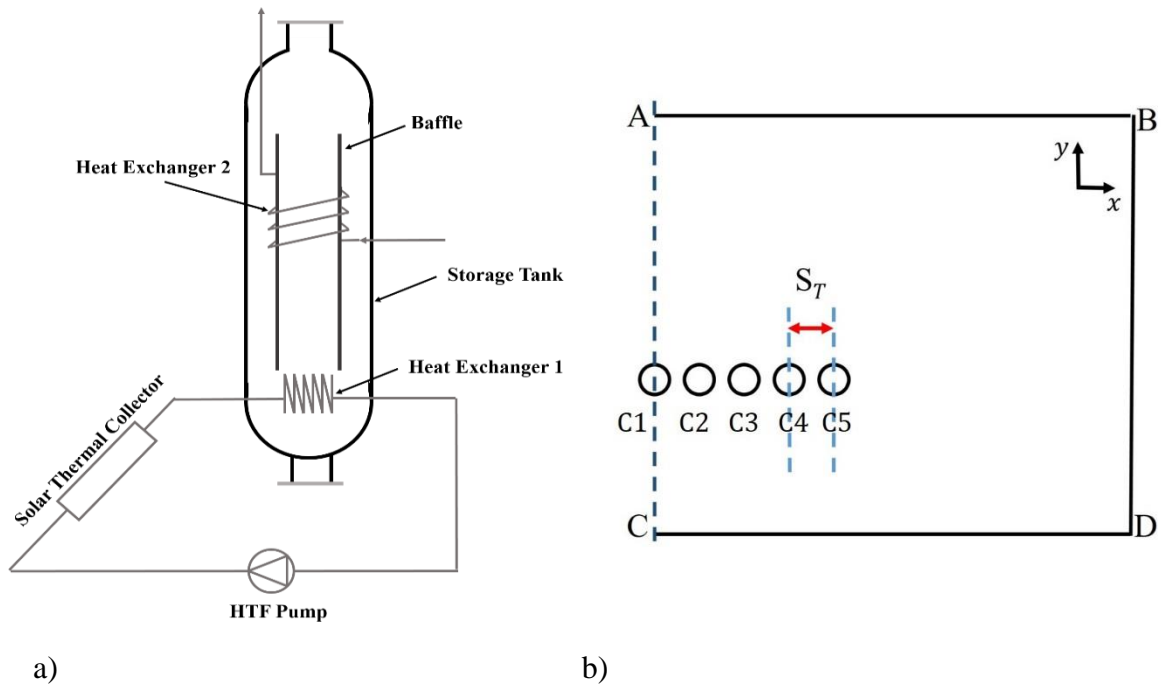 Baffle
Heat Exchanger 2
Storage Tank
Heat Exchanger 1
Solar Thermal Collector
HTF Pump
a)
A
B
y
x
S_T
C1 C2 C3 C4 C5
C
D
b)